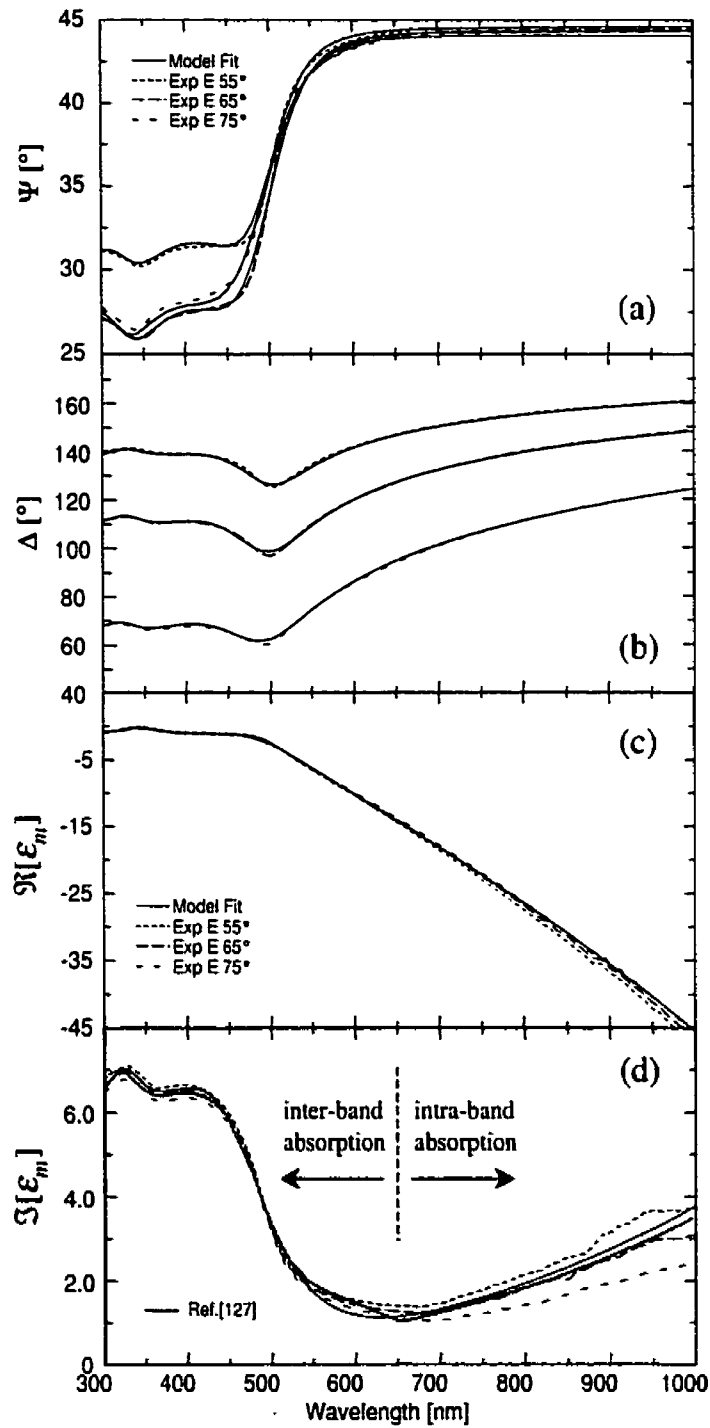 45
40
35
30
25
Ψ [°]
Model Fit
Exp E 55°
Exp E 65°
Exp E 75°
(a)
160
140
120
100
80
60
40
Δ [°]
(b)
-5
-15
-25
-35
-45
ℜ[ε_m]
Model Fit
Exp E 55°
Exp E 65°
Exp E 75°
(c)
6.0
4.0
2.0
0
ℑ[ε_m]
(d)
inter-band
absorption
intra-band
absorption
Ref.[127]
300 400 500 600 700 800 900 1000
Wavelength [nm]